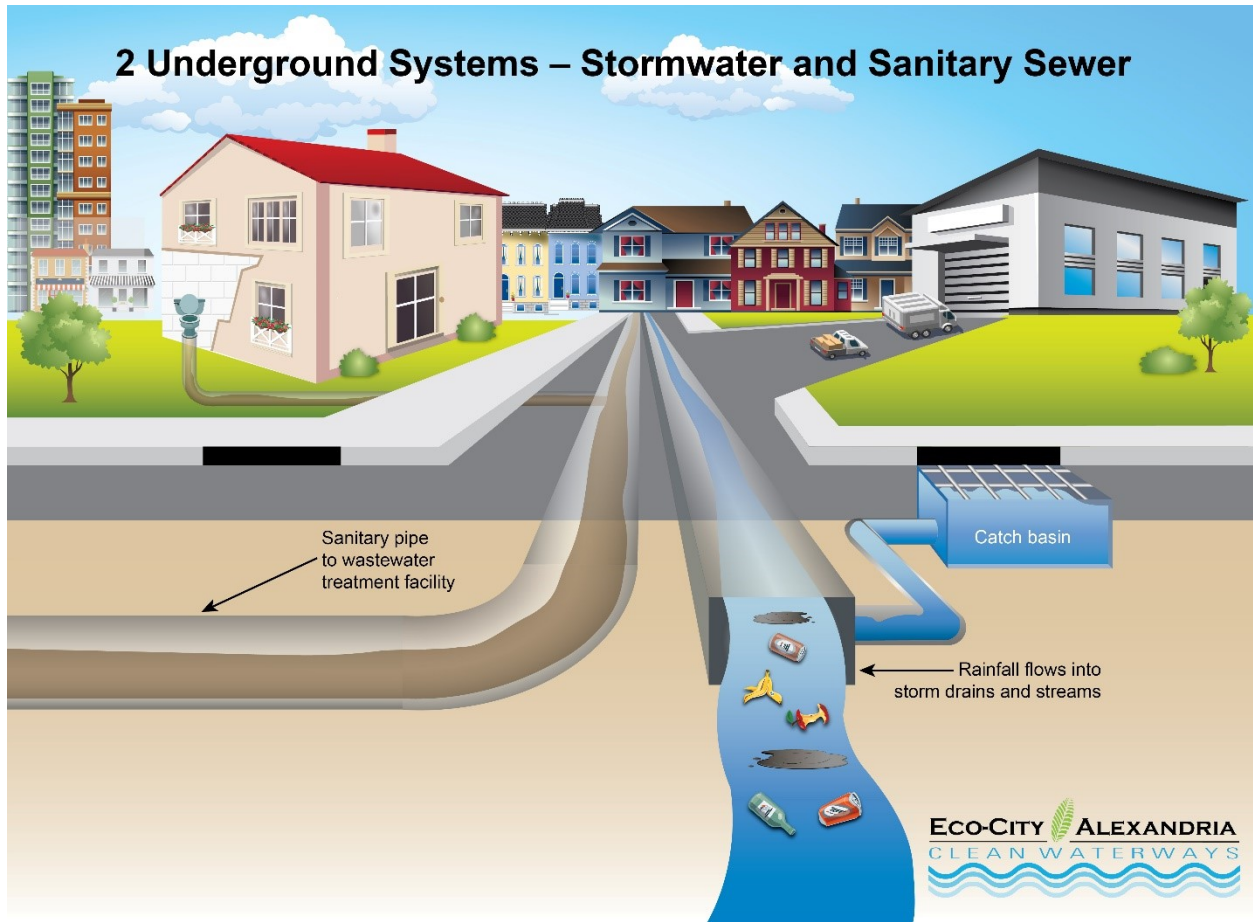 2 Underground Systems – Stormwater and Sanitary Sewer
Sanitary pipe
to wastewater
treatment facility
Catch basin
Rainfall flows into
storm drains and streams
ECO-CITY ALEXANDRIA
CLEAN WATERWAYS